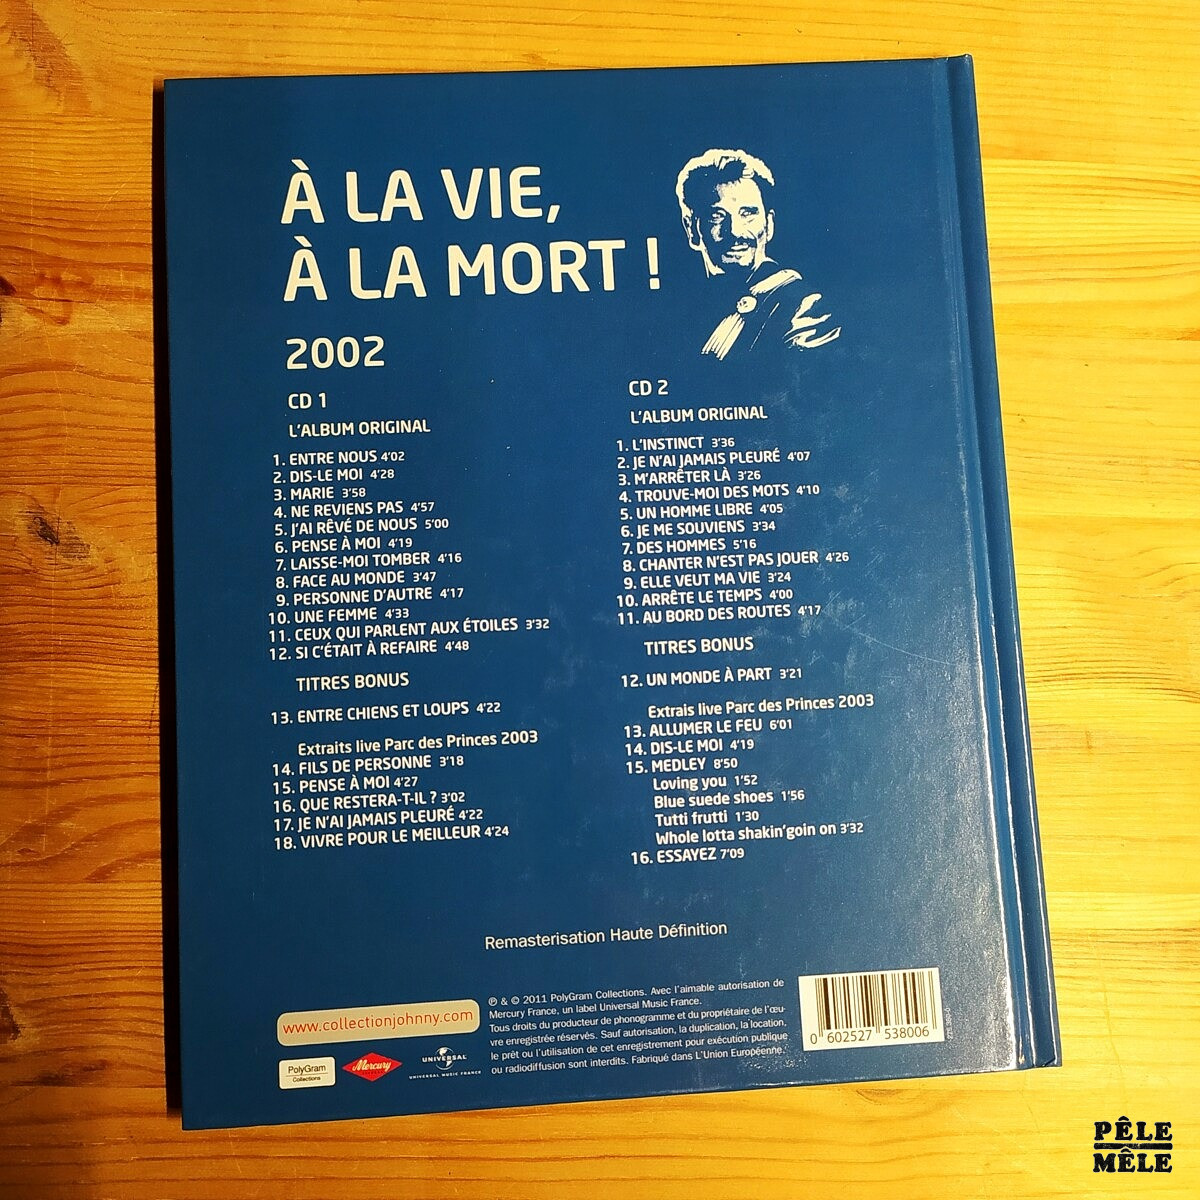 À LA VIE,
À LA MORT !
2002
CD 1
L'ALBUM ORIGINAL
1. ENTRE NOUS 4'02
2. DIS-LE MOI 4'28
3. MARIE 3'58
4. NE REVIENS PAS 4'57
5. J'AI RÊVÉ DE NOUS 5'00
6. PENSE À MOI 4'19
7. LAISSE-MOI TOMBER 4'16
8. FACE AU MONDE 3'47
9. PERSONNE D'AUTRE 4'17
10. UNE FEMME 4'33
11. CEUX QUI PARLENT AUX ÉTOILES 3'32
12. SI C'ÉTAIT À REFAIRE 4'48
TITRES BONUS
13. ENTRE CHIENS ET LOUPS 4'22
Extraits live Parc des Princes 2003
14. FILS DE PERSONNE 3'18
15. PENSE À MOI 4'27
16. QUE RESTERA-T-IL ? 3'02
17. JE N'AI JAMAIS PLEURÉ 4'22
18. VIVRE POUR LE MEILLEUR 4'24
CD 2
L'ALBUM ORIGINAL
1. L'INSTINCT 3'36
2. JE N'AI JAMAIS PLEURÉ 4'07
3. M'ARRÊTER LÀ 3'26
4. TROUVE-MOI DES MOTS 4'10
5. UN HOMME LIBRE 4'05
6. JE ME SOUVIENS 3'34
7. DES HOMMES 5'16
8. CHANTER N'EST PAS JOUER 4'26
9. ELLE VEUT MA VIE 3'24
10. ARRÊTE LE TEMPS 4'00
11. AU BORD DES ROUTES 4'17
TITRES BONUS
12. UN MONDE À PART 3'21
Extrais live Parc des Princes 2003
13. ALLUMER LE FEU 6'01
14. DIS-LE MOI 4'19
15. MEDLEY 8'50
Loving you 1'52
Blue suede shoes 1'56
Tutti frutti 1'30
Whole lotta shakin'goin on 3'32
16. ESSAYEZ 7'09
Remasterisation Haute Définition
www.collectionjohnny.com
PolyGram
Collections
Mercury
UNIVERSAL
UNIVERSAL MUSIC FRANCE
℗ & © 2011 PolyGram Collections. Avec l'aimable autorisation de
Mercury France, un label Universal Music France.
Tous droits du producteur de phonogramme et du propriétaire de l'œu-
vre enregistrée réservés. Sauf autorisation, la duplication, la location,
le prêt ou l'utilisation de cet enregistrement pour exécution publique
ou radiodiffusion sont interdits. Fabriqué dans L'Union Européenne.
0 602527 538006
PÊLE
MÊLE